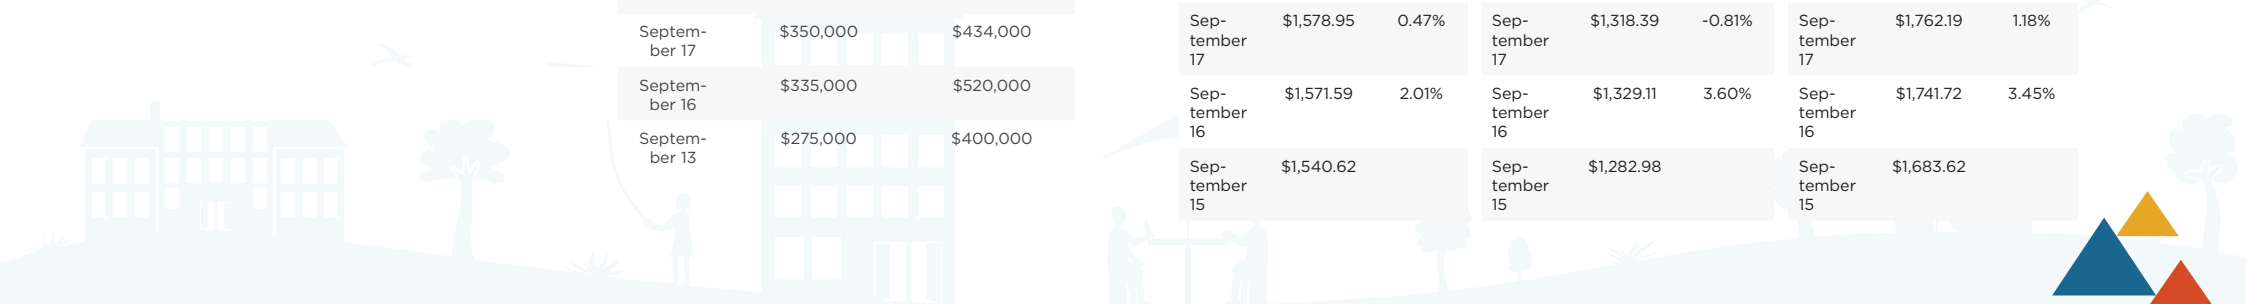 Septem-
ber 17 $350,000 $434,000
Septem-
ber 16 $335,000 $520,000
Septem-
ber 13 $275,000 $400,000
Sep-
tember
17 $1,578.95 0.47%
Sep-
tember
16 $1,571.59 2.01%
Sep-
tember
15 $1,540.62
Sep-
tember
17 $1,318.39 -0.81%
Sep-
tember
16 $1,329.11 3.60%
Sep-
tember
15 $1,282.98
Sep-
tember
17 $1,762.19 1.18%
Sep-
tember
16 $1,741.72 3.45%
Sep-
tember
15 $1,683.62